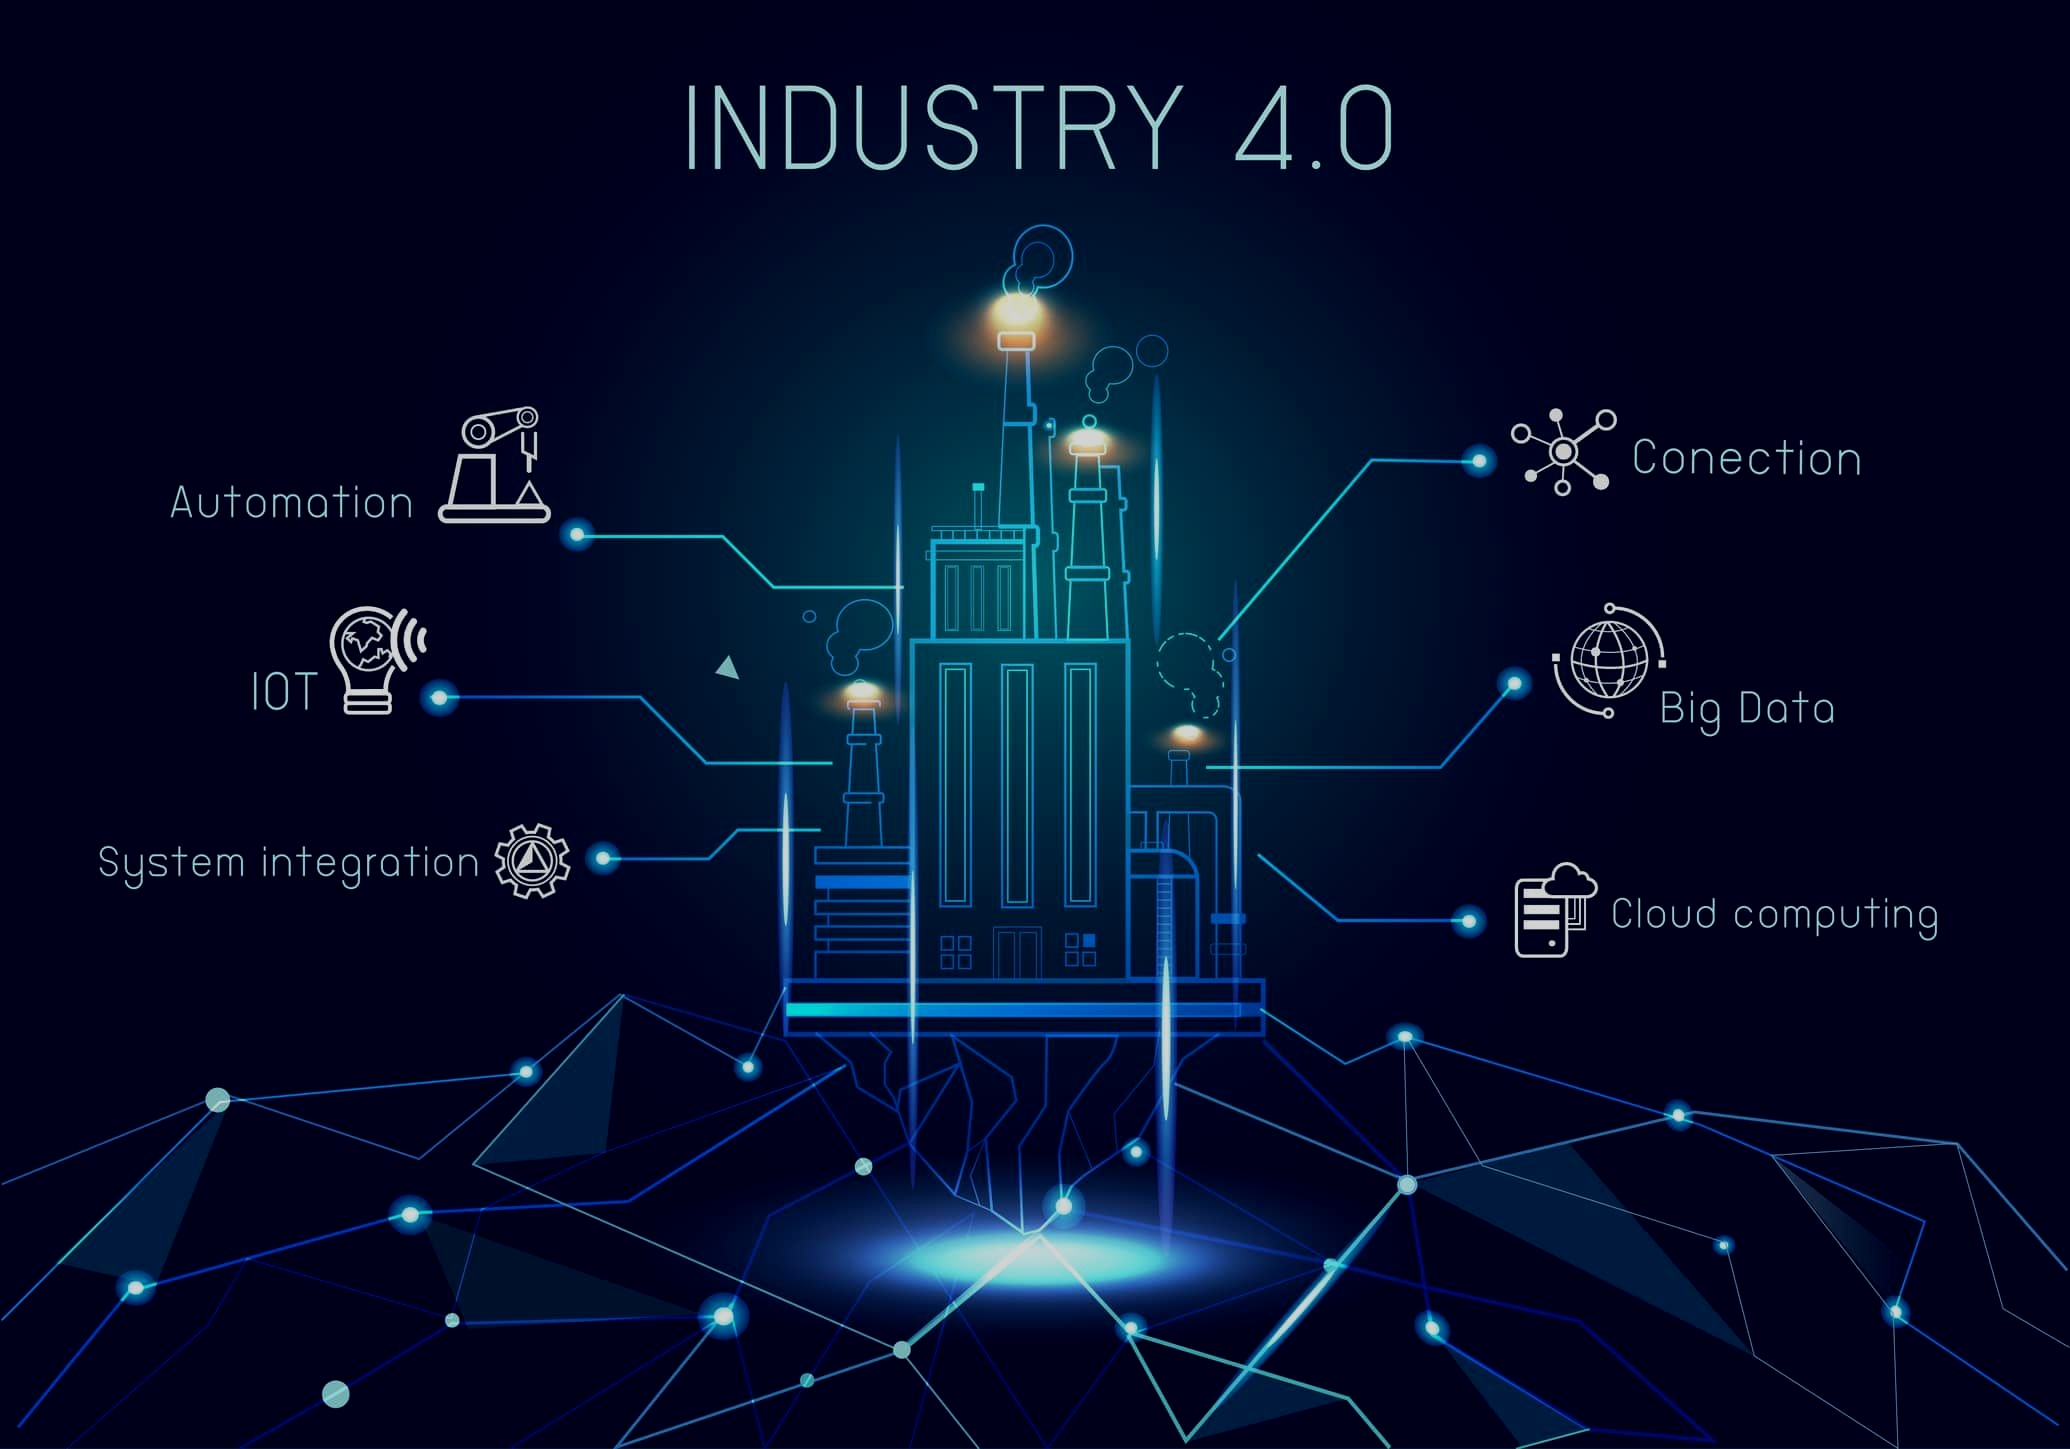 INDUSTRY 4.0
Automation
Conection
IOT
Big Data
System integration
Cloud computing